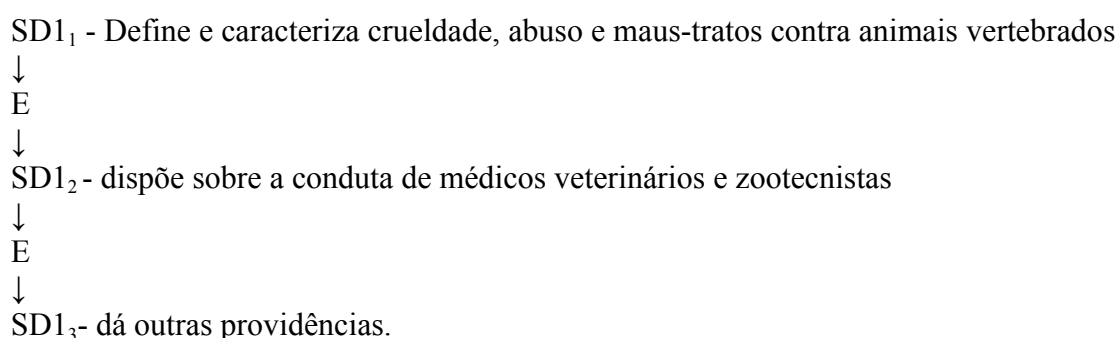 SD1₁ - Define e caracteriza crueldade, abuso e maus-tratos contra animais vertebrados
↓
E
↓
SD1₂ - dispõe sobre a conduta de médicos veterinários e zootecnistas
↓
E
↓
SD1₃- dá outras providências.